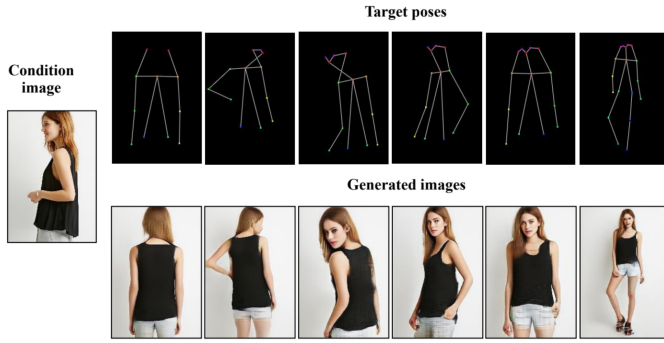 Target poses
Condition
image
Generated images